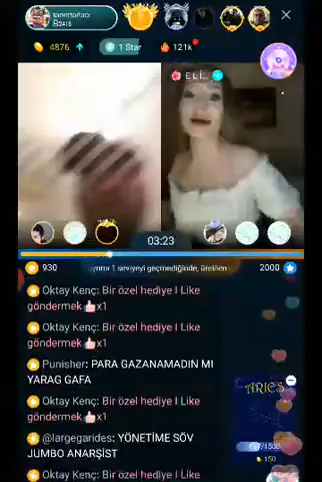 4876
1 Star
121k
ELİL
03:23
930
2000
Oktay Kenç: Bir özel hediye I Like
göndermek x1
Oktay Kenç: Bir özel hediye I Like
göndermek x1
Punisher: PARA GAZANAMADIN MI
YARAG GAFA
Oktay Kenç: Bir özel hediye I Like
göndermek x1
@largegarides: YÖNETİME SÖV
JUMBO ANARŞİST
Oktay Kenç: Bir özel hediye I Like
ARIES
150